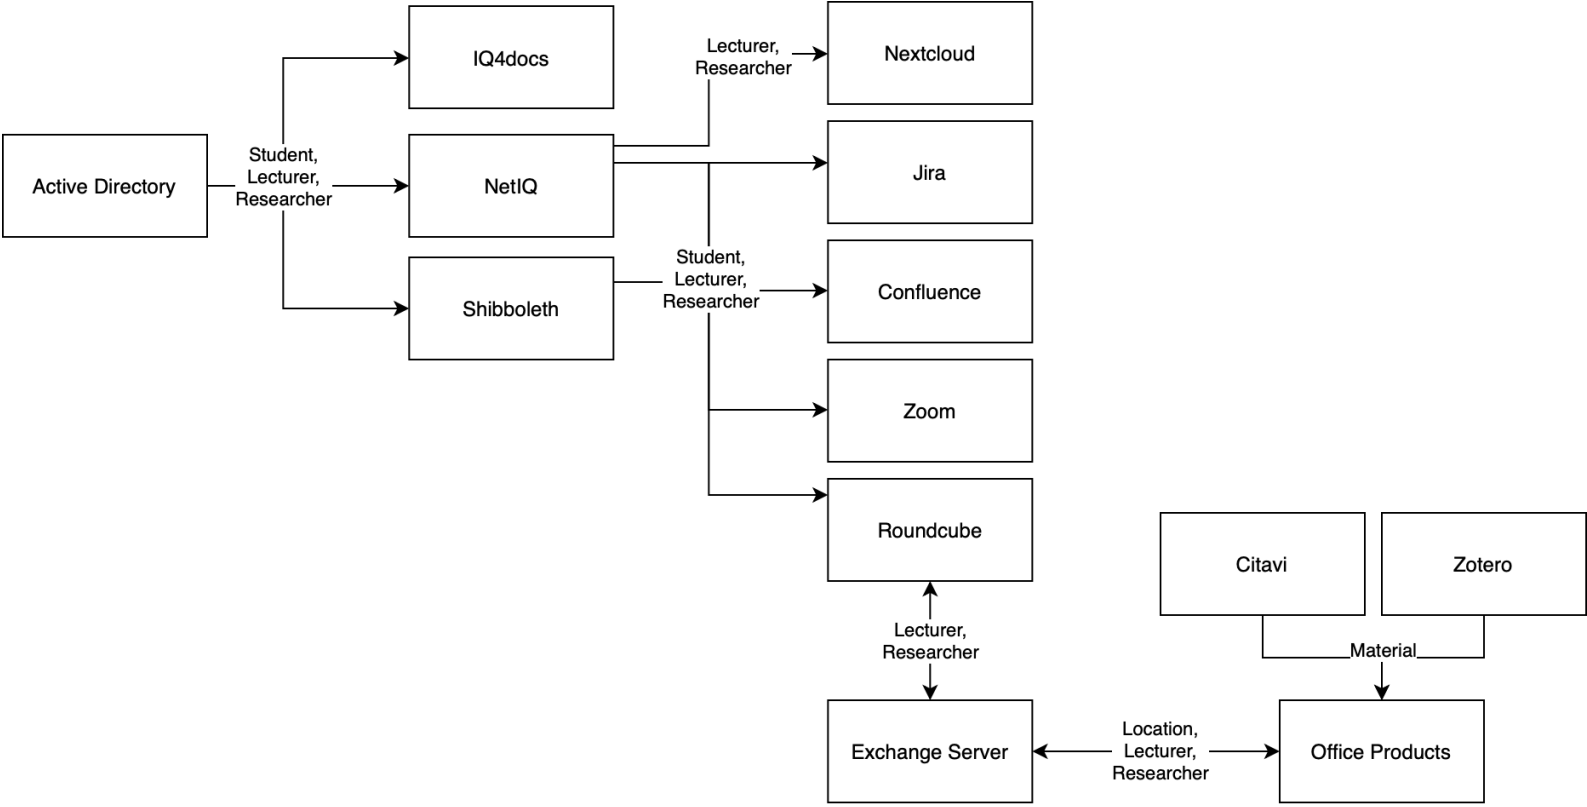 IQ4docs
Lecturer,
Researcher
Nextcloud
Active Directory
Student,
Lecturer,
Researcher
NetIQ
Jira
Shibboleth
Student,
Lecturer,
Researcher
Confluence
Zoom
Roundcube
Citavi
Zotero
Lecturer,
Researcher
Material
Exchange Server
Location,
Lecturer,
Researcher
Office Products